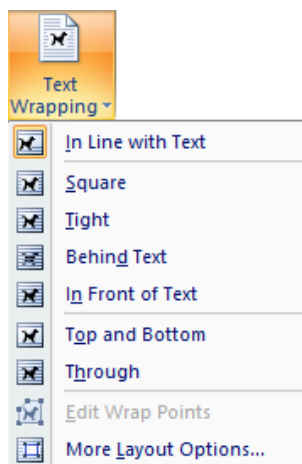 Text
Wrapping
In Line with Text
Square
Tight
Behind Text
In Front of Text
Top and Bottom
Through
Edit Wrap Points
More Layout Options...